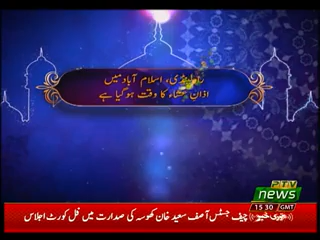 راولپنڈی، اسلام آباد میں
اذانِ عشاء کا وقت ہو گیا ہے
PTV
news
15:30 GMT
چیف جسٹس آصف سعید خان کھوسہ کی صدارت میں فل کورٹ اجلاس